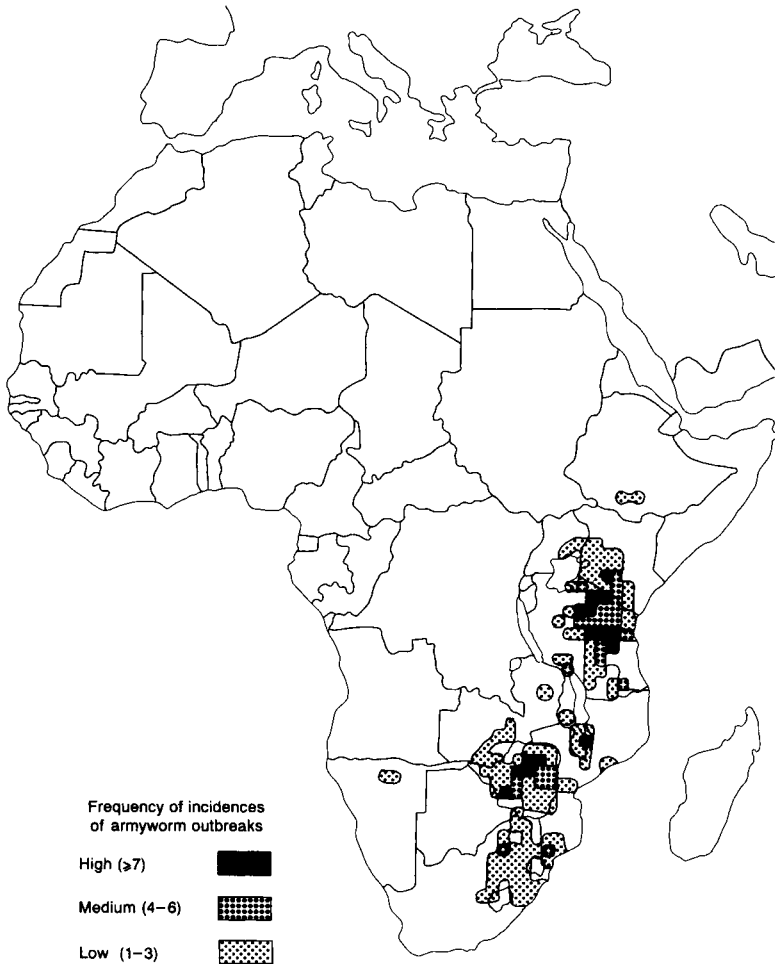 Frequency of incidences
of armyworm outbreaks
High (⩾7)
Medium (4–6)
Low (1–3)